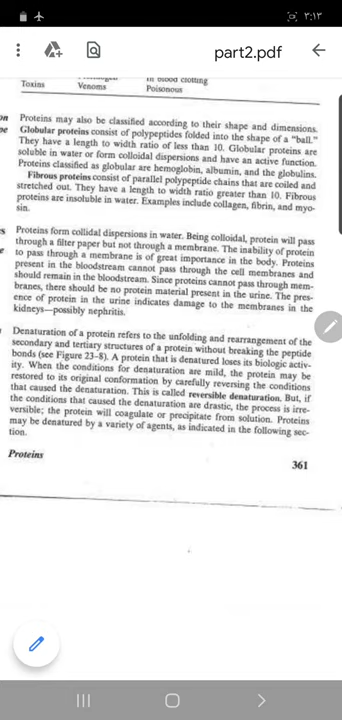 ٢:١٣
part2.pdf
in blood clotting
Toxins Venoms Poisonous
Proteins may also be classified according to their shape and dimensions.
Globular proteins consist of polypeptides folded into the shape of a "ball."
They have a length to width ratio of less than 10. Globular proteins are
soluble in water or form colloidal dispersions and have an active function.
Proteins classified as globular are hemoglobin, albumin, and the globulins.
Fibrous proteins consist of parallel polypeptide chains that are coiled and
stretched out. They have a length to width ratio greater than 10. Fibrous
proteins are insoluble in water. Examples include collagen, fibrin, and myo-
sin.
Proteins form collidal dispersions in water. Being colloidal, protein will pass
through a filter paper but not through a membrane. The inability of protein
to pass through a membrane is of great importance in the body. Proteins
present in the bloodstream cannot pass through the cell membranes and
should remain in the bloodstream. Since proteins cannot pass through mem-
branes, there should be no protein material present in the urine. The pres-
ence of protein in the urine indicates damage to the membranes in the
kidneys—possibly nephritis.
Denaturation of a protein refers to the unfolding and rearrangement of the
secondary and tertiary structures of a protein without breaking the peptide
bonds (see Figure 23–8). A protein that is denatured loses its biologic activ-
ity. When the conditions for denaturation are mild, the protein may be
restored to its original conformation by carefully reversing the conditions
that caused the denaturation. This is called reversible denaturation. But, if
the conditions that caused the denaturation are drastic, the process is irre-
versible; the protein will coagulate or precipitate from solution. Proteins
may be denatured by a variety of agents, as indicated in the following sec-
tion.
Proteins
361